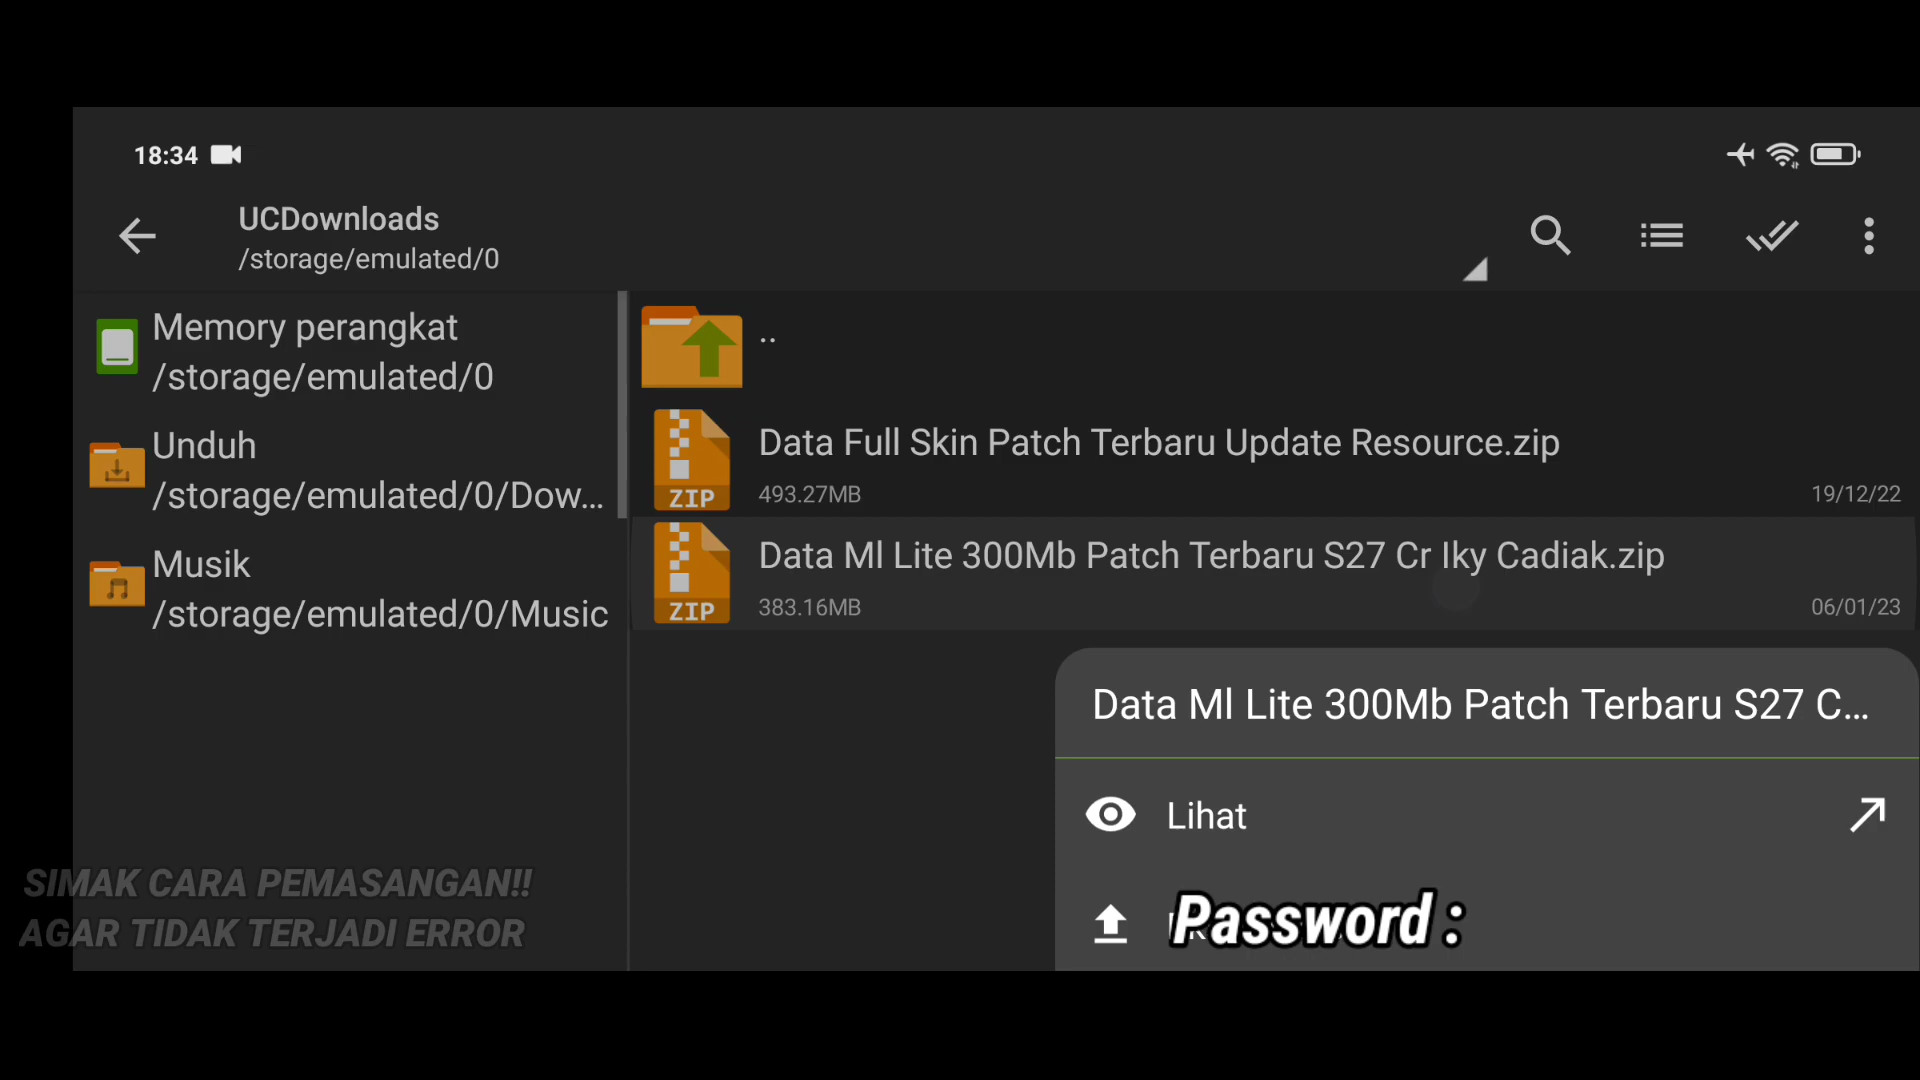 18:34
UCDownloads
/storage/emulated/0
Memory perangkat
/storage/emulated/0
Unduh
/storage/emulated/0/Dow...
Musik
/storage/emulated/0/Music
..
Data Full Skin Patch Terbaru Update Resource.zip
493.27MB
19/12/22
ZIP
Data Ml Lite 300Mb Patch Terbaru S27 Cr Iky Cadiak.zip
383.16MB
06/01/23
ZIP
Data Ml Lite 300Mb Patch Terbaru S27 C...
Lihat
Password :
SIMAK CARA PEMASANGAN!!
AGAR TIDAK TERJADI ERROR